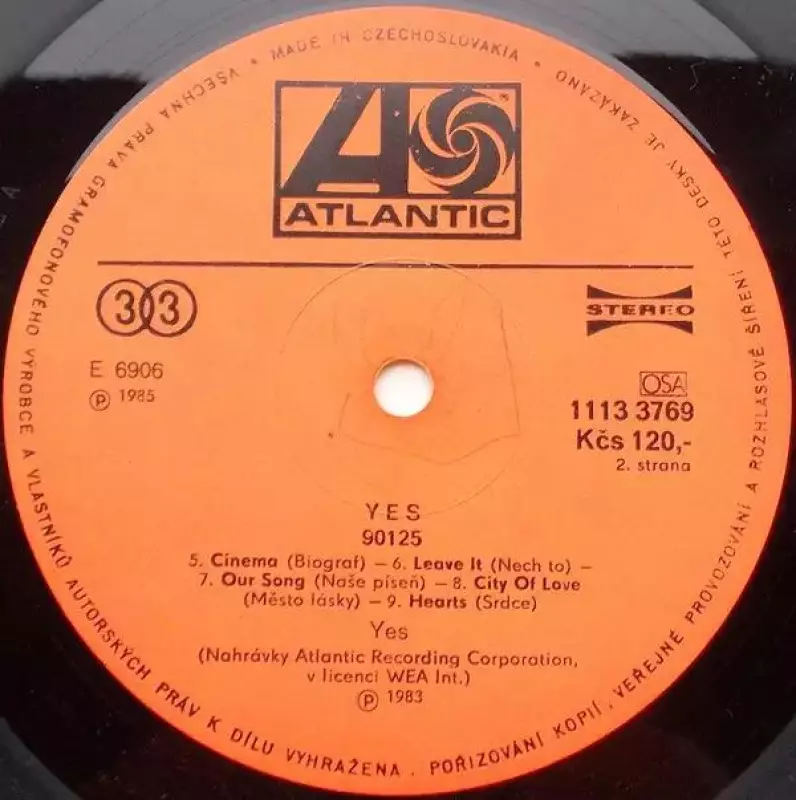 MADE IN CZECHOSLOVAKIA • VŠECHNA PRÁVA GRAMOFONOVÉHO VÝROBCE A VLASTNÍKŮ AUTORSKÝCH PRÁV K DÍLU VYHRAŽENA. POŘIZOVÁNÍ KOPIÍ, VEŘEJNÉ PROVOZOVÁNÍ A ROZHLASOVÉ ŠÍŘENÍ TÉTO DESKY JE ZAKÁZÁNO •
A
ATLANTIC
®
33
STEREO
E 6906
℗ 1985
OSA
1113 3769
Kčs 120,-
2. strana
YES
90125
5. Cinema (Biograf) – 6. Leave It (Nech to) –
7. Our Song (Naše píseň) – 8. City Of Love
(Město lásky) – 9. Hearts (Srdce)
Yes
(Nahrávky Atlantic Recording Corporation,
v licenci WEA Int.)
℗ 1983